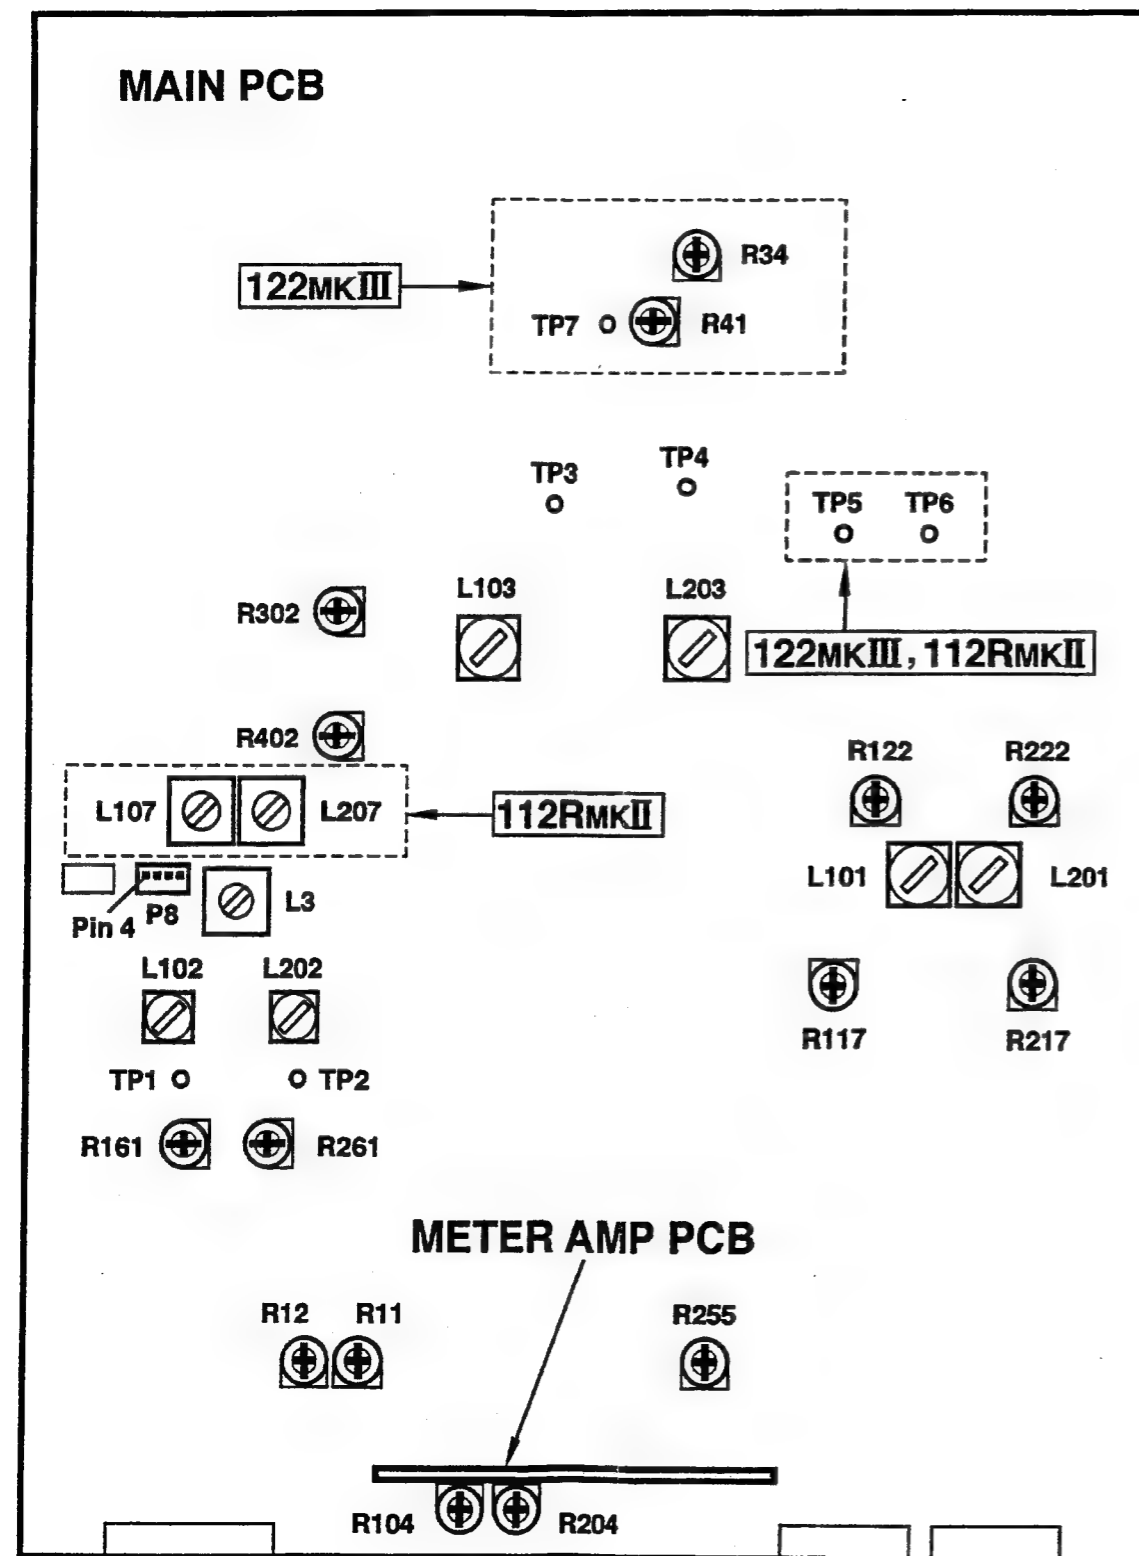 MAIN PCB
R34
122MKIII
TP7
R41
TP3
TP4
TP5
TP6
L103
L203
R302
122MKIII, 112RMKII
R402
R122
R222
L107
L207
112RMKII
L101
L201
Pin 4
P8
L3
L102
L202
R117
R217
TP1
TP2
R161
R261
METER AMP PCB
R12
R11
R255
R104
R204